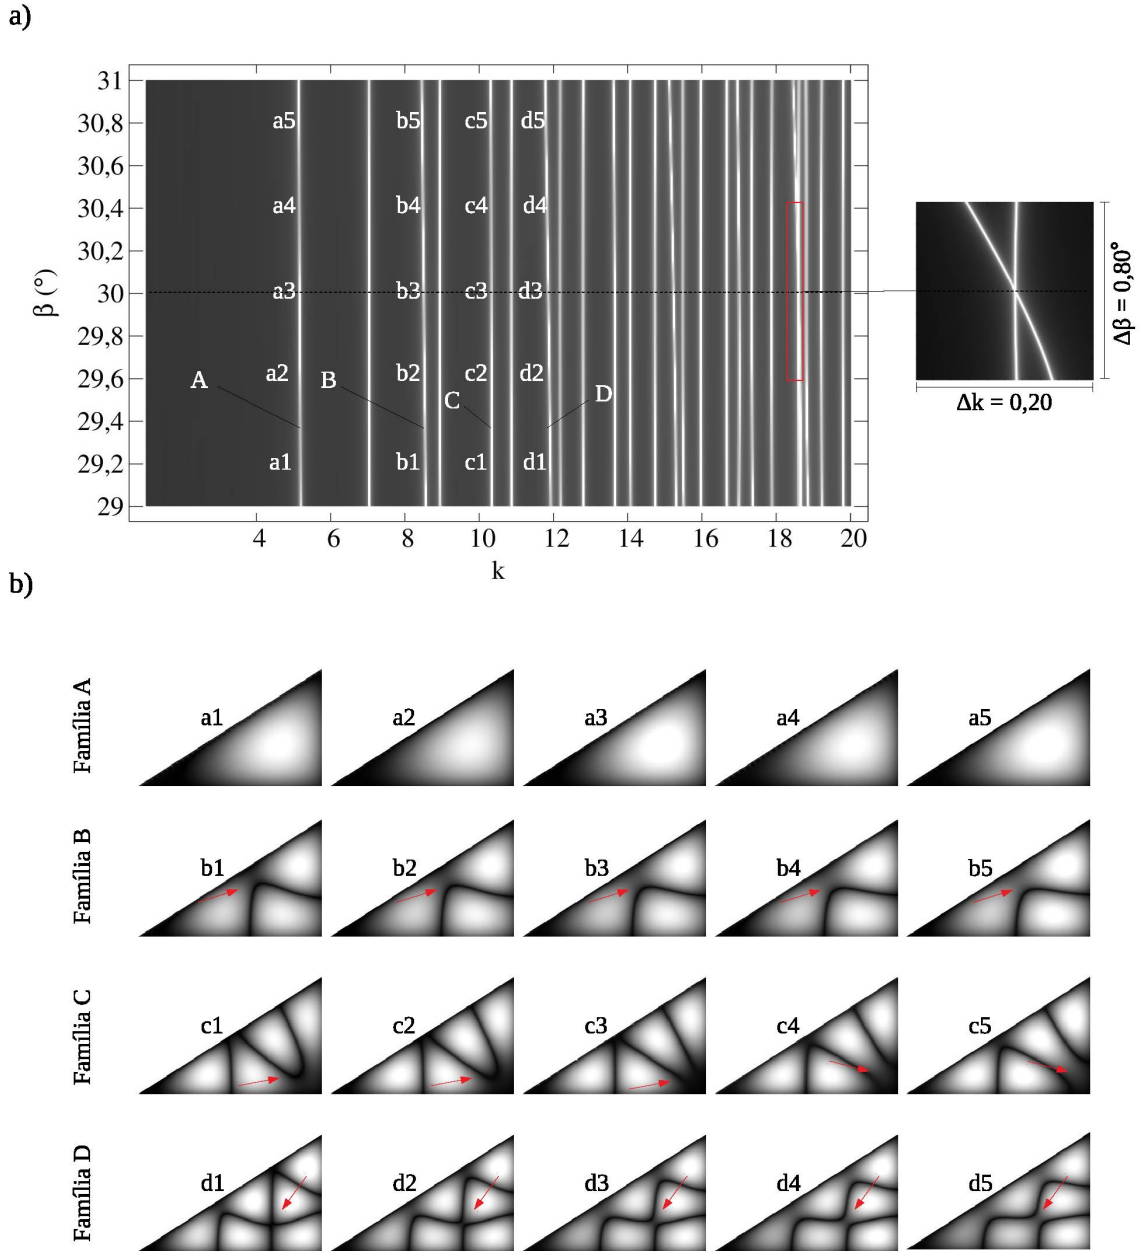 a)
31
30,8
30,6
30,4
30,2
30
29,8
29,6
29,4
29,2
29
β (°)
a5 b5 c5 d5
a4 b4 c4 d4
a3 b3 c3 d3
a2 b2 c2 d2
A B C D
a1 b1 c1 d1
4 6 8 10 12 14 16 18 20
k
Δβ = 0,80°
Δk = 0,20
b)
Família A
a1 a2 a3 a4 a5
Família B
b1 b2 b3 b4 b5
Família C
c1 c2 c3 c4 c5
Família D
d1 d2 d3 d4 d5